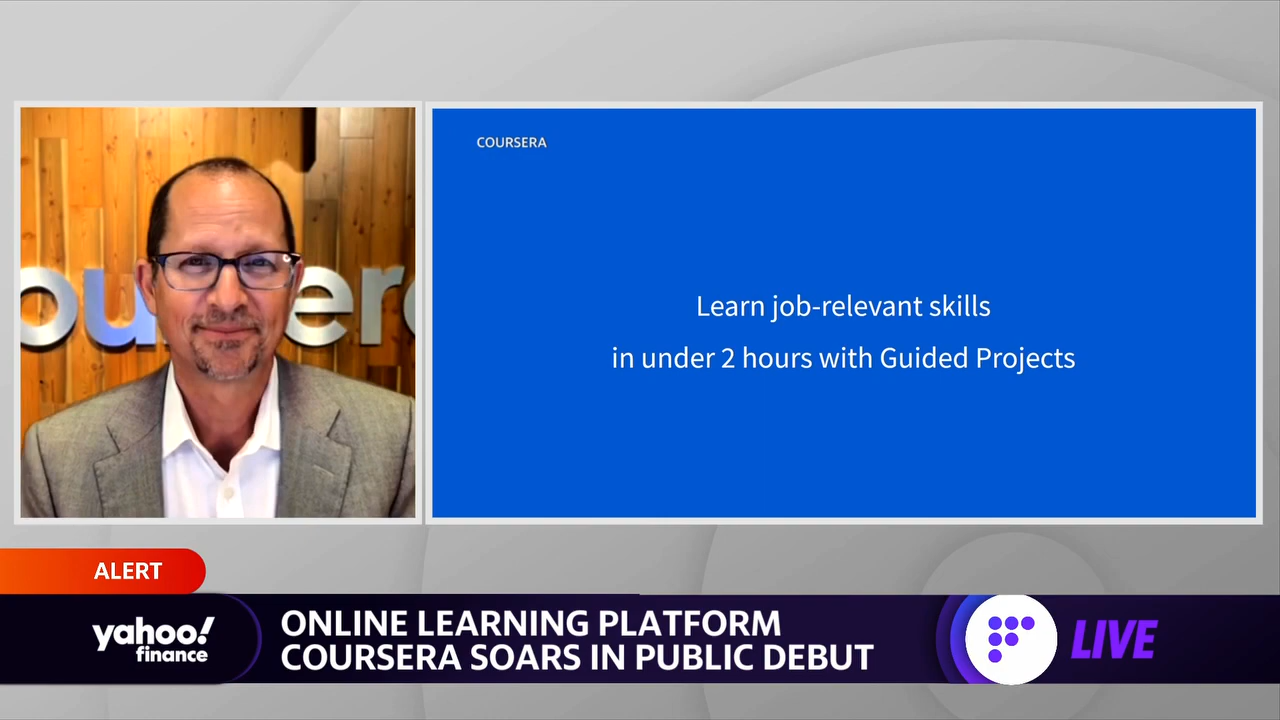 COURSERA
Learn job-relevant skills
in under 2 hours with Guided Projects
ouera
ALERT
yahoo!
finance
ONLINE LEARNING PLATFORM
COURSERA SOARS IN PUBLIC DEBUT
LIVE